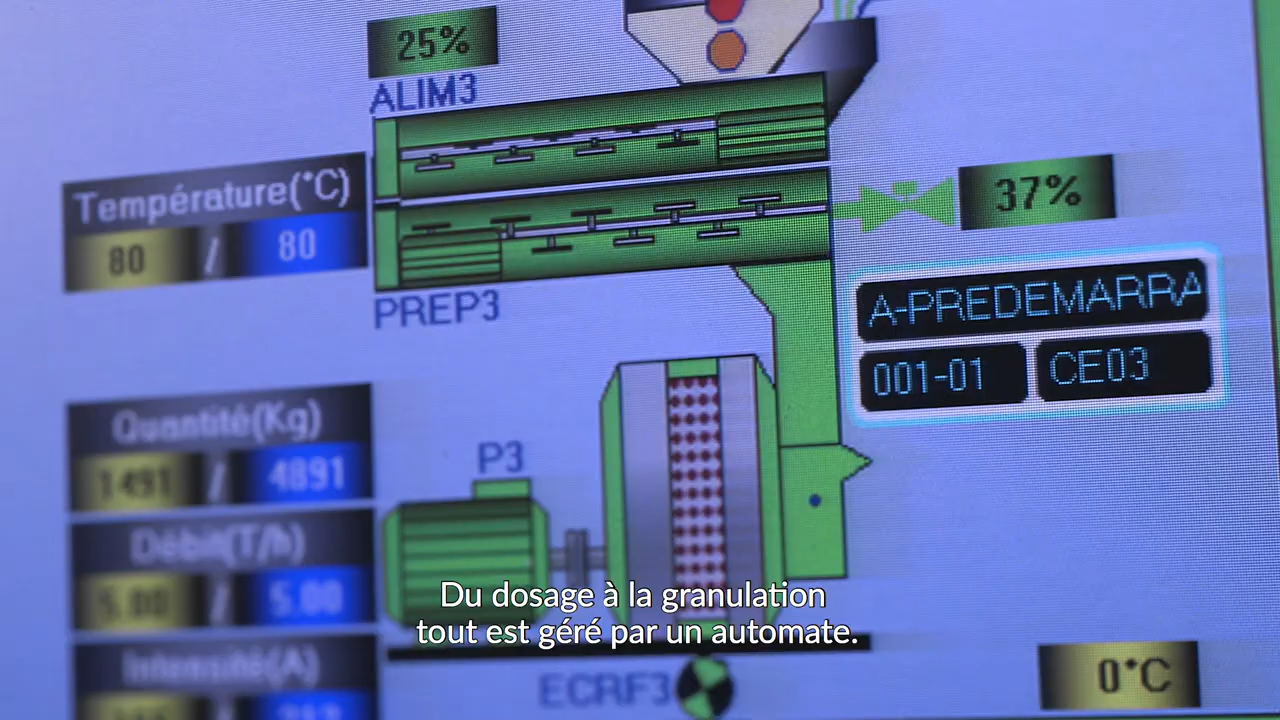 25%
ALIM3
Température(°C)
80 / 80
37%
PREP3
A-PREDEMARRA
001-01 CE03
Quantité(Kg)
1491 / 4891
P3
Débit(T/h)
5.00 / 5.00
Du dosage à la granulation
tout est géré par un automate.
Intensité(A)
ECRF3
0°C